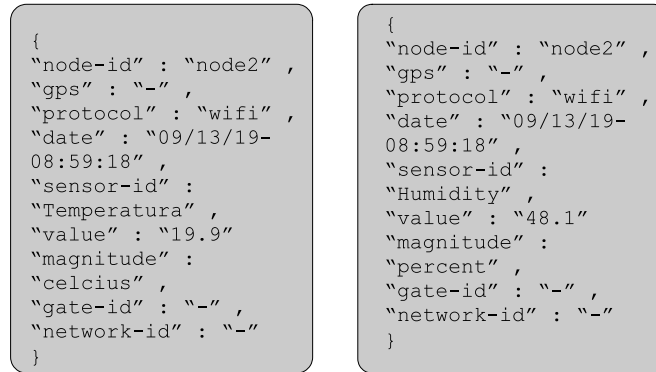 {
“node-id” : “node2” ,
“gps” : “-” ,
“protocol” : “wifi” ,
“date” : “09/13/19-
08:59:18” ,
“sensor-id” :
“Temperatura” ,
“value” : “19.9”
“magnitude” :
“celcius” ,
“gate-id” : “-” ,
“network-id” : “-”
}
{
“node-id” : “node2” ,
“gps” : “-” ,
“protocol” : “wifi” ,
“date” : “09/13/19-
08:59:18” ,
“sensor-id” :
“Humidity” ,
“value” : “48.1”
“magnitude” :
“percent” ,
“gate-id” : “-” ,
“network-id” : “-”
}